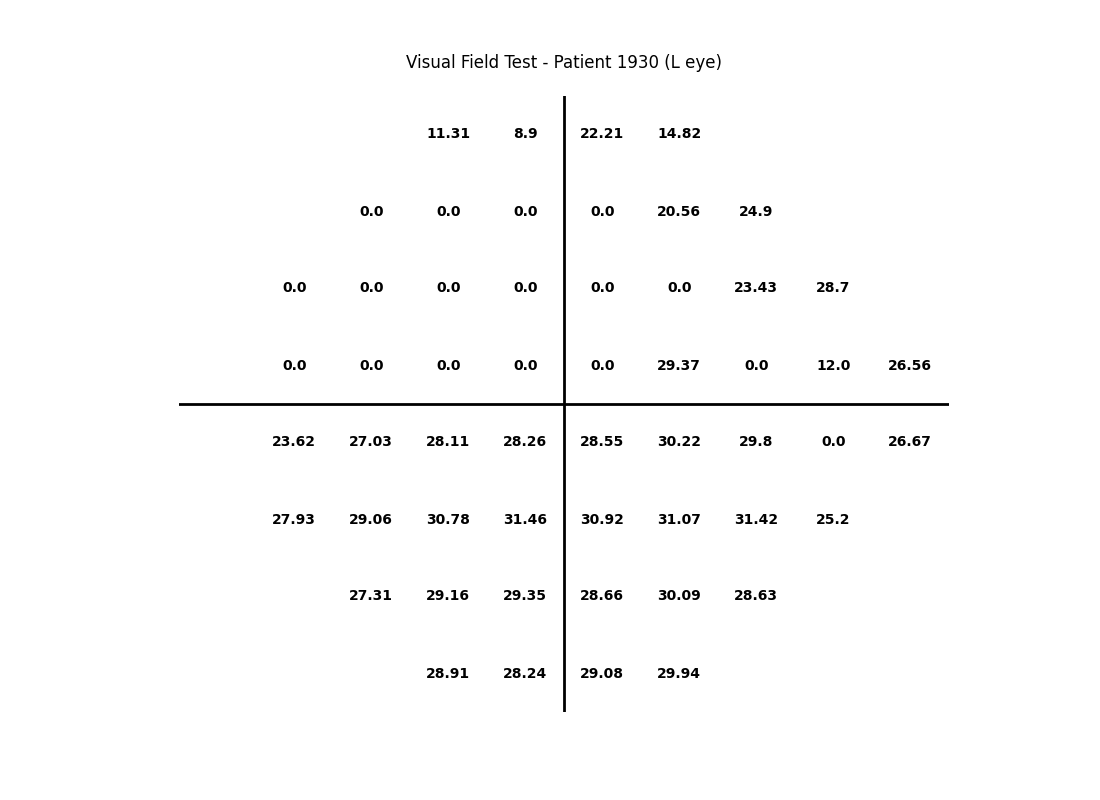 Visual Field Test - Patient 1930 (L eye)
11.31 8.9 22.21 14.82
0.0 0.0 0.0 0.0 20.56 24.9
0.0 0.0 0.0 0.0 0.0 0.0 23.43 28.7
0.0 0.0 0.0 0.0 0.0 29.37 0.0 12.0 26.56
23.62 27.03 28.11 28.26 28.55 30.22 29.8 0.0 26.67
27.93 29.06 30.78 31.46 30.92 31.07 31.42 25.2
27.31 29.16 29.35 28.66 30.09 28.63
28.91 28.24 29.08 29.94